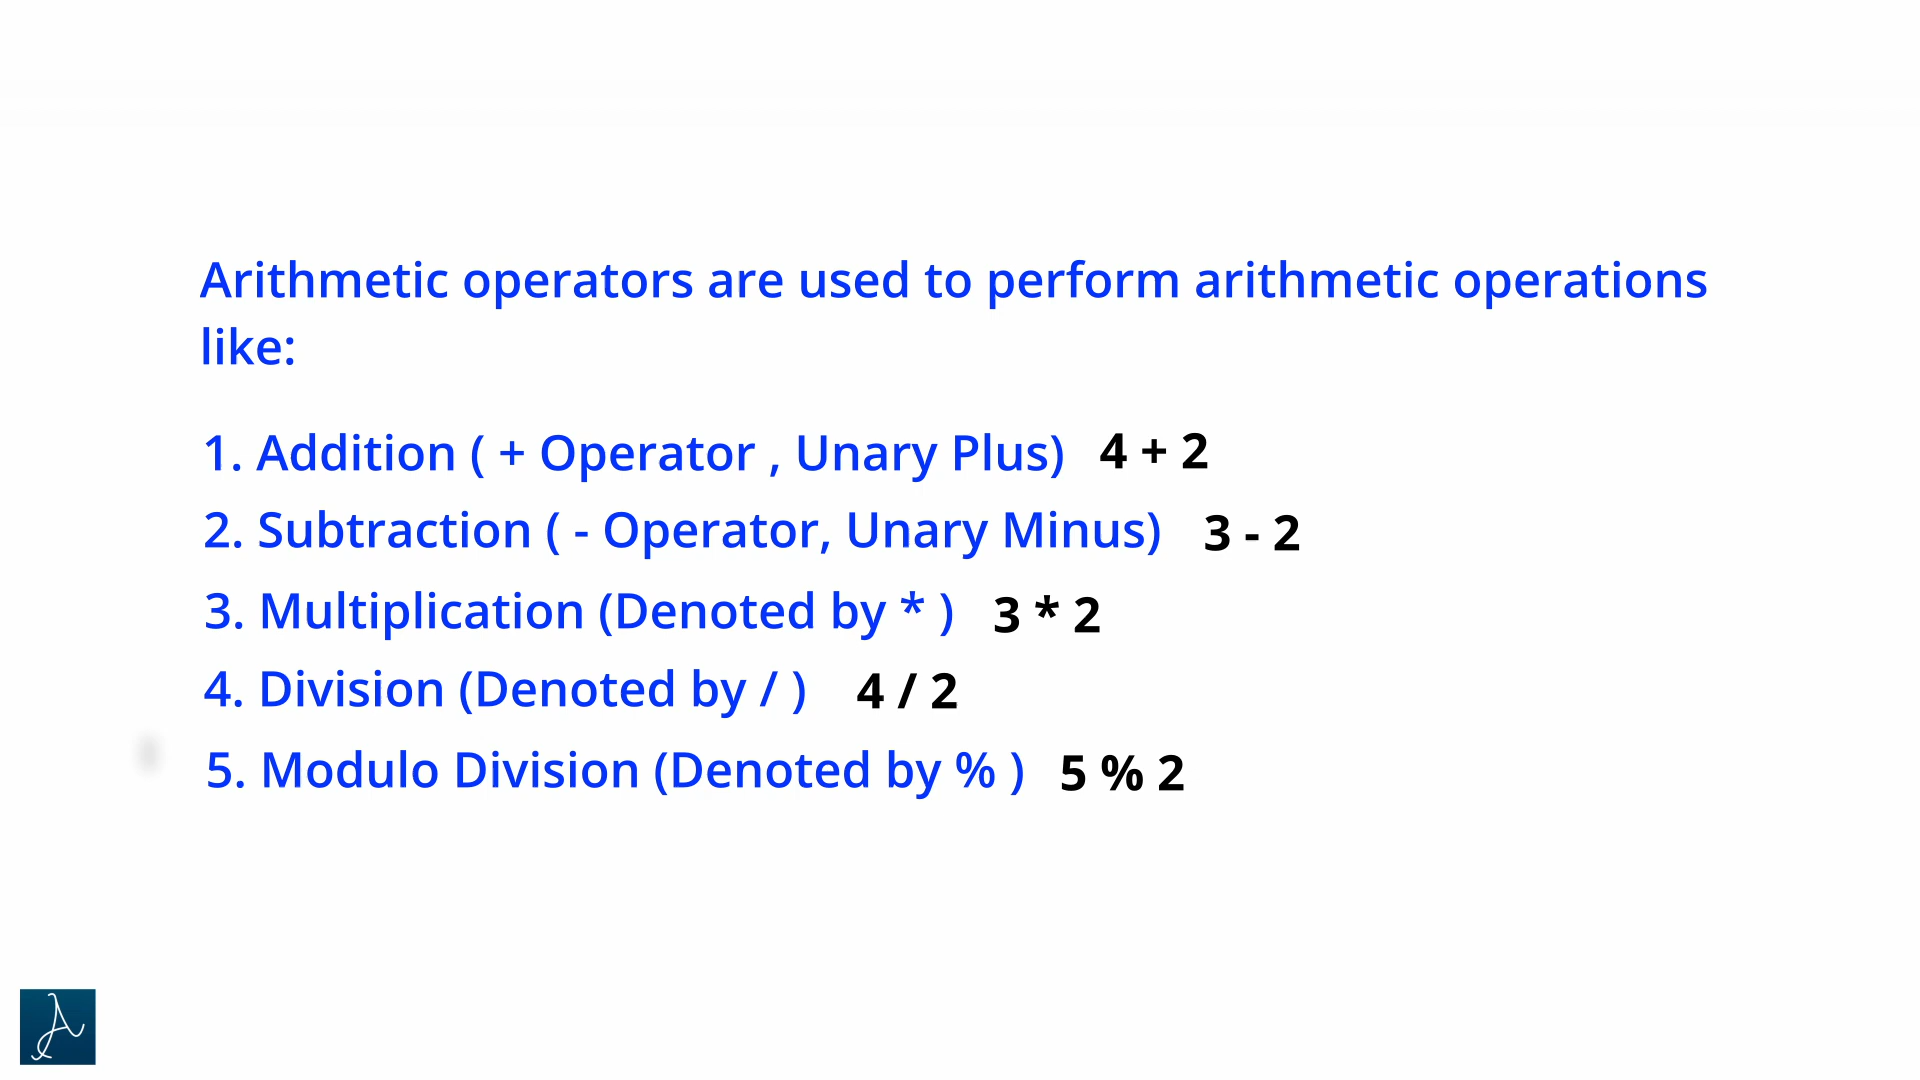 Arithmetic operators are used to perform arithmetic operations
like:
1. Addition ( + Operator , Unary Plus) 4 + 2
2. Subtraction ( - Operator, Unary Minus) 3 - 2
3. Multiplication (Denoted by * ) 3 * 2
4. Division (Denoted by / ) 4 / 2
5. Modulo Division (Denoted by % ) 5 % 2
A